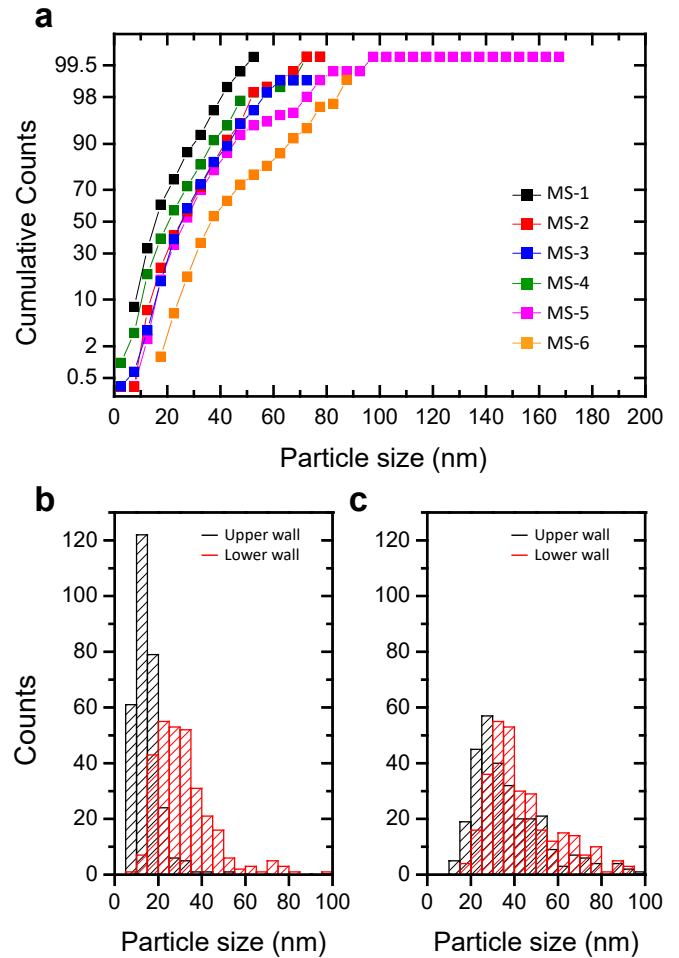 a
99.5
98
90
70
50
30
10
2
0.5
Cumulative Counts
MS-1
MS-2
MS-3
MS-4
MS-5
MS-6
0 20 40 60 80 100 120 140 160 180 200
Particle size (nm)
b
120
100
80
60
40
20
0
Counts
Upper wall
Lower wall
0 20 40 60 80 100
Particle size (nm)
c
120
100
80
60
40
20
0
Upper wall
Lower wall
0 20 40 60 80 100
Particle size (nm)